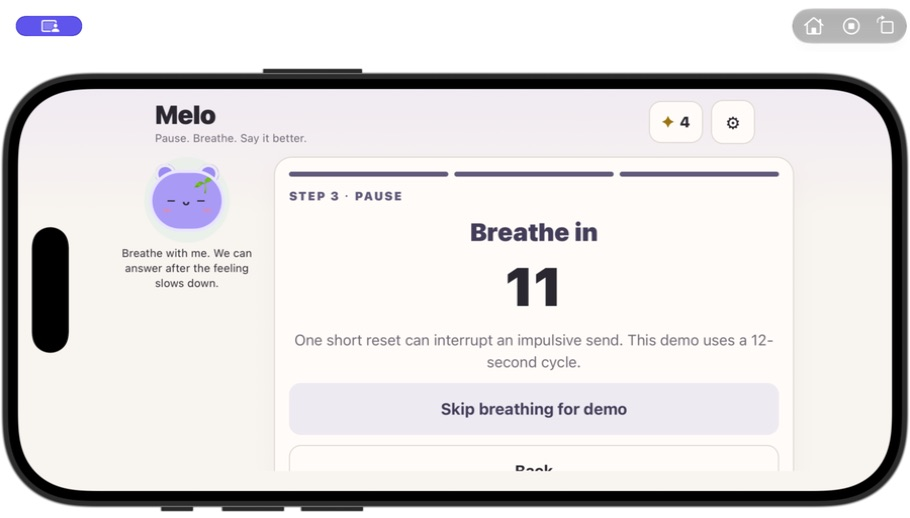 Melo
Pause. Breathe. Say it better.
✦ 4
Breathe with me. We can
answer after the feeling
slows down.
STEP 3 · PAUSE
Breathe in
11
One short reset can interrupt an impulsive send. This demo uses a 12-
second cycle.
Skip breathing for demo
Back